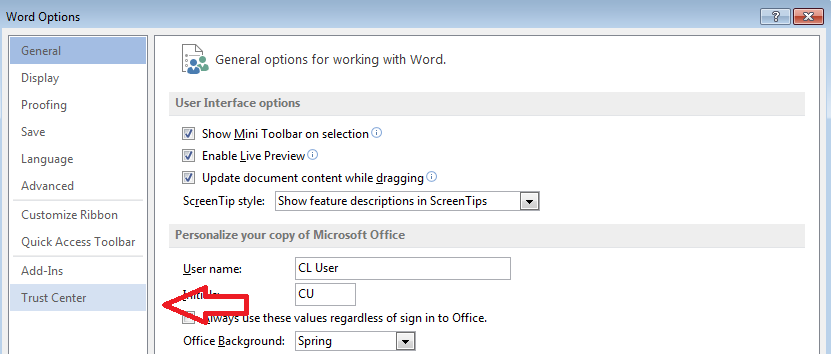 Word Options
General
Display
Proofing
Save
Language
Advanced
Customize Ribbon
Quick Access Toolbar
Add-Ins
Trust Center
General options for working with Word.
User Interface options
Show Mini Toolbar on selection
Enable Live Preview
Update document content while dragging
ScreenTip style: Show feature descriptions in ScreenTips
Personalize your copy of Microsoft Office
User name: CL User
Initials: CU
Always use these values regardless of sign in to Office.
Office Background: Spring